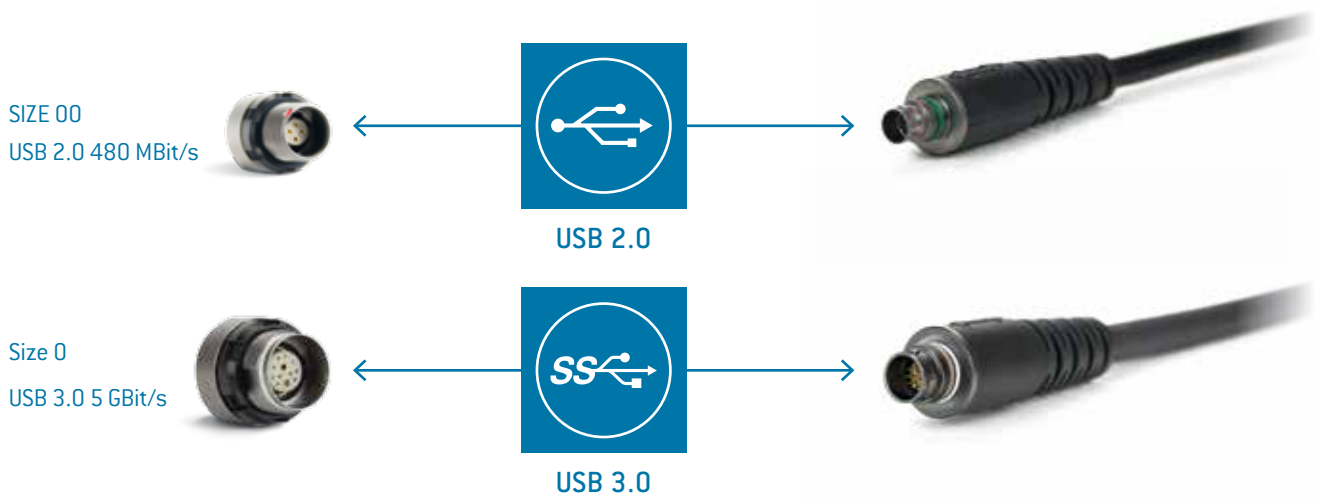 SIZE 00
USB 2.0 480 MBit/s
USB 2.0
Size 0
USB 3.0 5 GBit/s
SS
USB 3.0